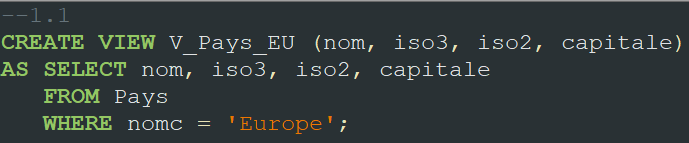 --1.1
CREATE VIEW V_Pays_EU (nom, iso3, iso2, capitale)
AS SELECT nom, iso3, iso2, capitale
FROM Pays
WHERE nomc = 'Europe';